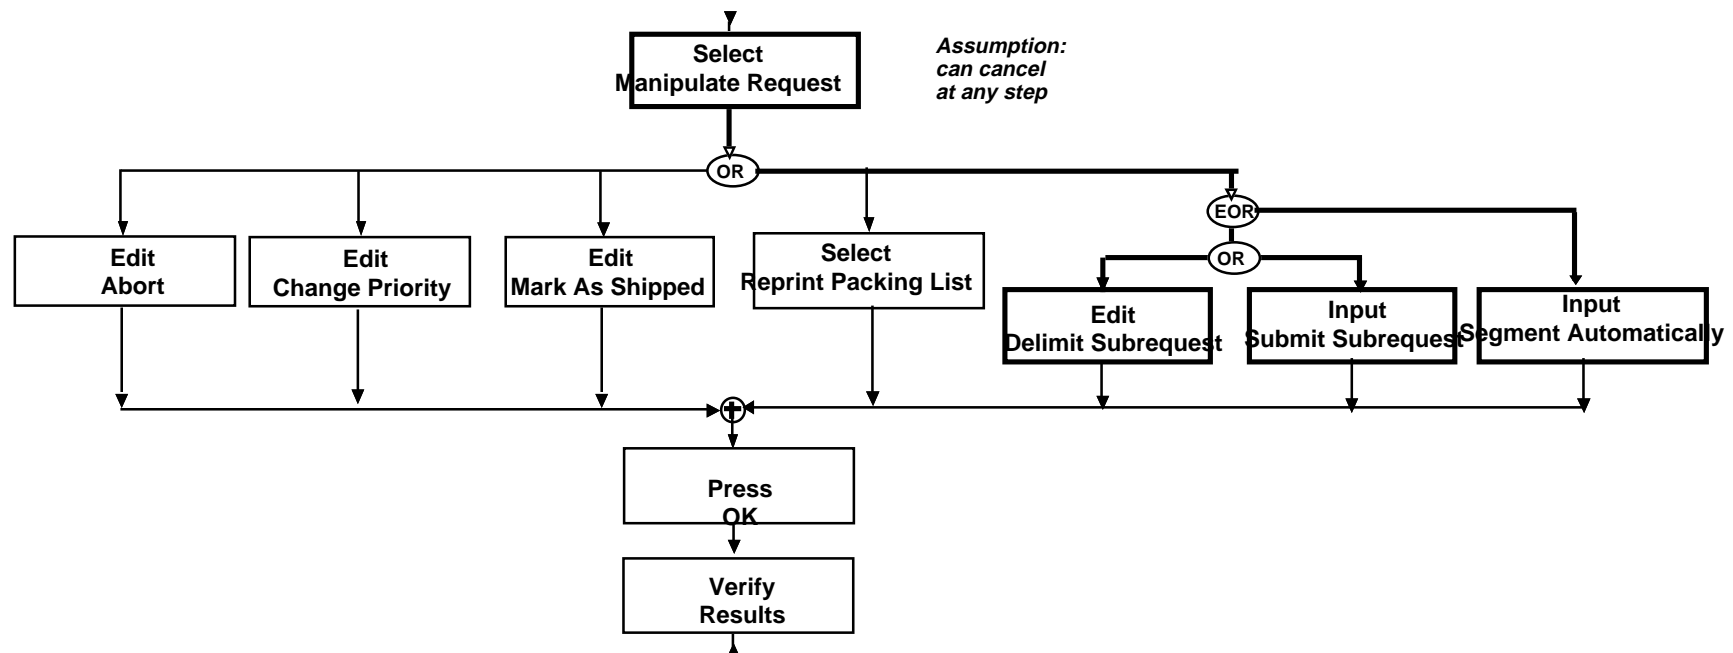 Select
Manipulate Request
Assumption:
can cancel
at any step
OR
EOR
OR
Edit
Abort
Edit
Change Priority
Edit
Mark As Shipped
Select
Reprint Packing List
Edit
Delimit Subrequest
Input
Submit Subrequest
Input
Segment Automatically
Press
OK
Verify
Results